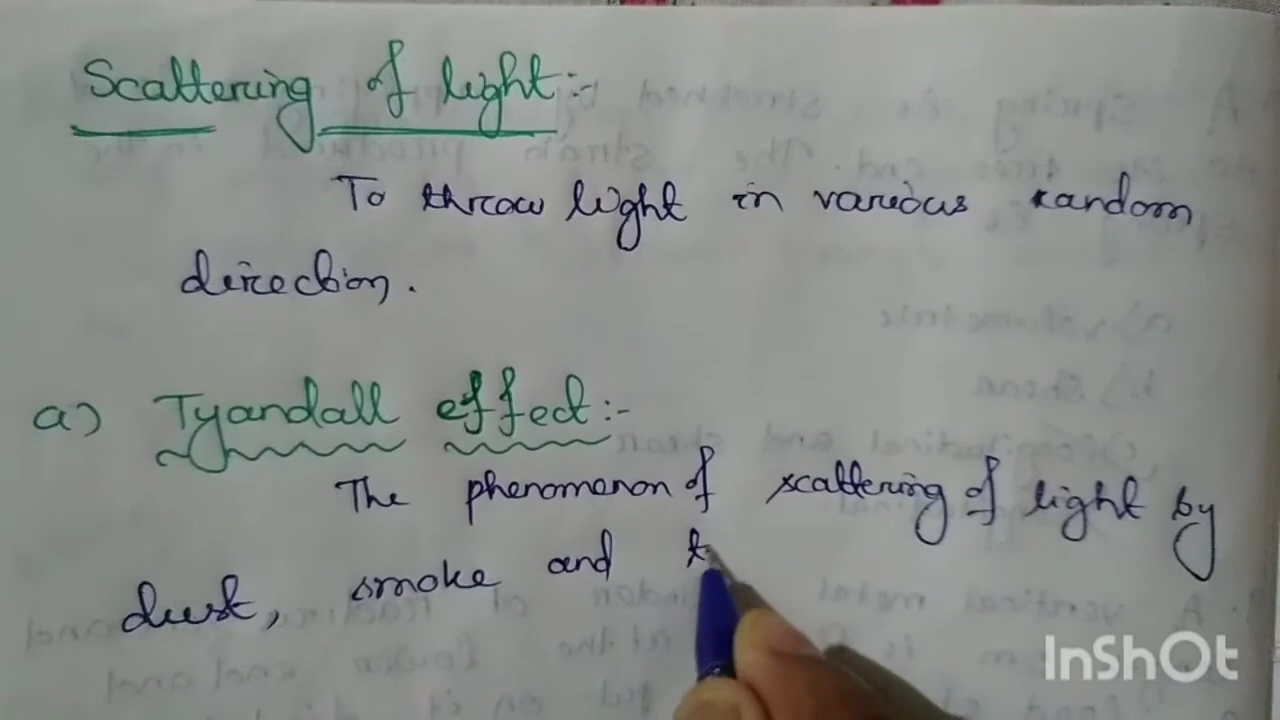 Scattering of light:-
To throw light in various random
direction.
a) Tyandall effect:-
The phenomenon of scattering of light by
dust, smoke and t
InShOt